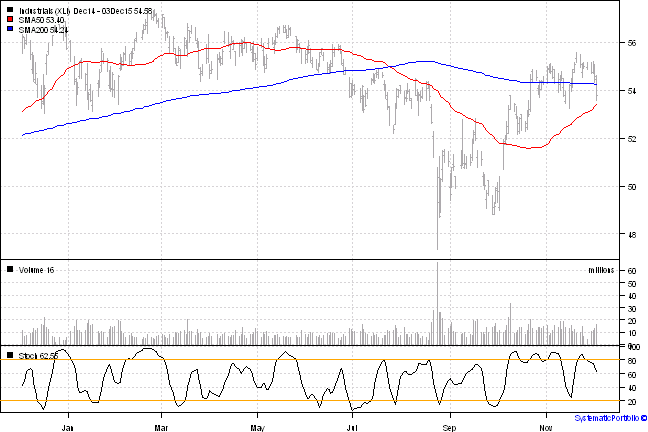 Industrials (XLI) Dec14 - 03Dec15 54.58
SMA50 53.40
SMA200 54.24
56
54
52
50
48
Volume 16
millions
60
50
40
30
20
10
0
Stoch 62.55
100
80
60
40
20
Jan
Mar
May
Jul
Sep
Nov
SystematicPortfolio ©